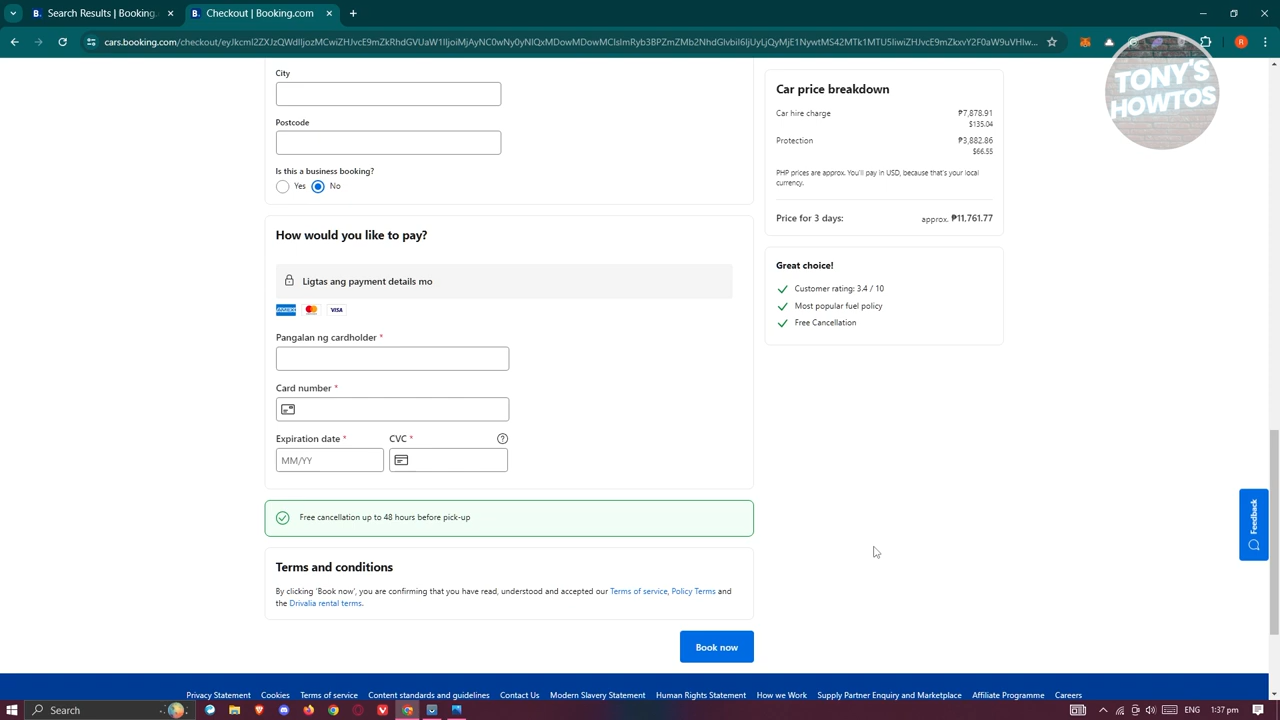 Search Results | Booking.com
Checkout | Booking.com
TONY'S
HOWTOS
City
Postcode
Is this a business booking?
Yes
No
How would you like to pay?
Ligtas ang payment details mo
VISA
Pangalan ng cardholder *
Card number *
Expiration date *
CVC *
MM/YY
Free cancellation up to 48 hours before pick-up
Terms and conditions
By clicking 'Book now', you are confirming that you have read, understood and accepted our Terms of service, Policy Terms and
the Drivalia rental terms.
Book now
Car price breakdown
Car hire charge ₱7,878.91
$135.04
Protection ₱3,882.86
$66.55
PHP prices are approx. You'll pay in USD, because that's your local
currency.
Price for 3 days: approx. ₱11,761.77
Great choice!
Customer rating: 3.4 / 10
Most popular fuel policy
Free Cancellation
Feedback
Privacy Statement Cookies Terms of service Content standards and guidelines Contact Us Modern Slavery Statement Human Rights Statement How we Work Supply Partner Enquiry and Marketplace Affiliate Programme Careers
Search
ENG 1:37 pm